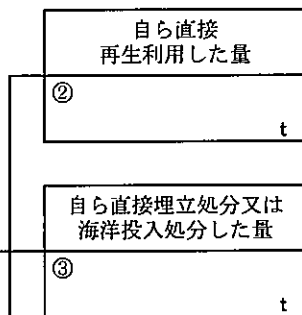 自ら直接
再生利用した量
②
t
自ら直接埋立処分又は
海洋投入処分した量
③
t